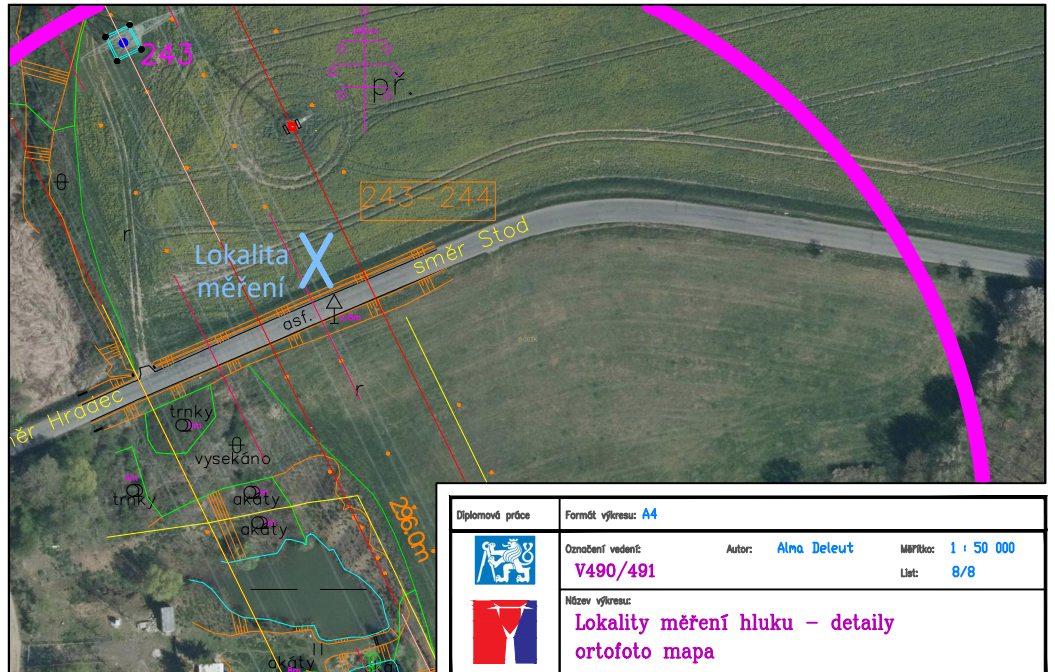 243
př.
243-244
Lokalita
měření
směr Stod
asf.
r
r
směr Hradec
trnky
vysekáno
trnky
akáty
akáty
296.0m
akáty
Diplomová práce
Formát výkresu: A4
Označení vedení:
V490/491
Autor: Alma Deleut
Měřítko: 1 : 50 000
List: 8/8
Název výkresu:
Lokality měření hluku - detaily
ortofoto mapa